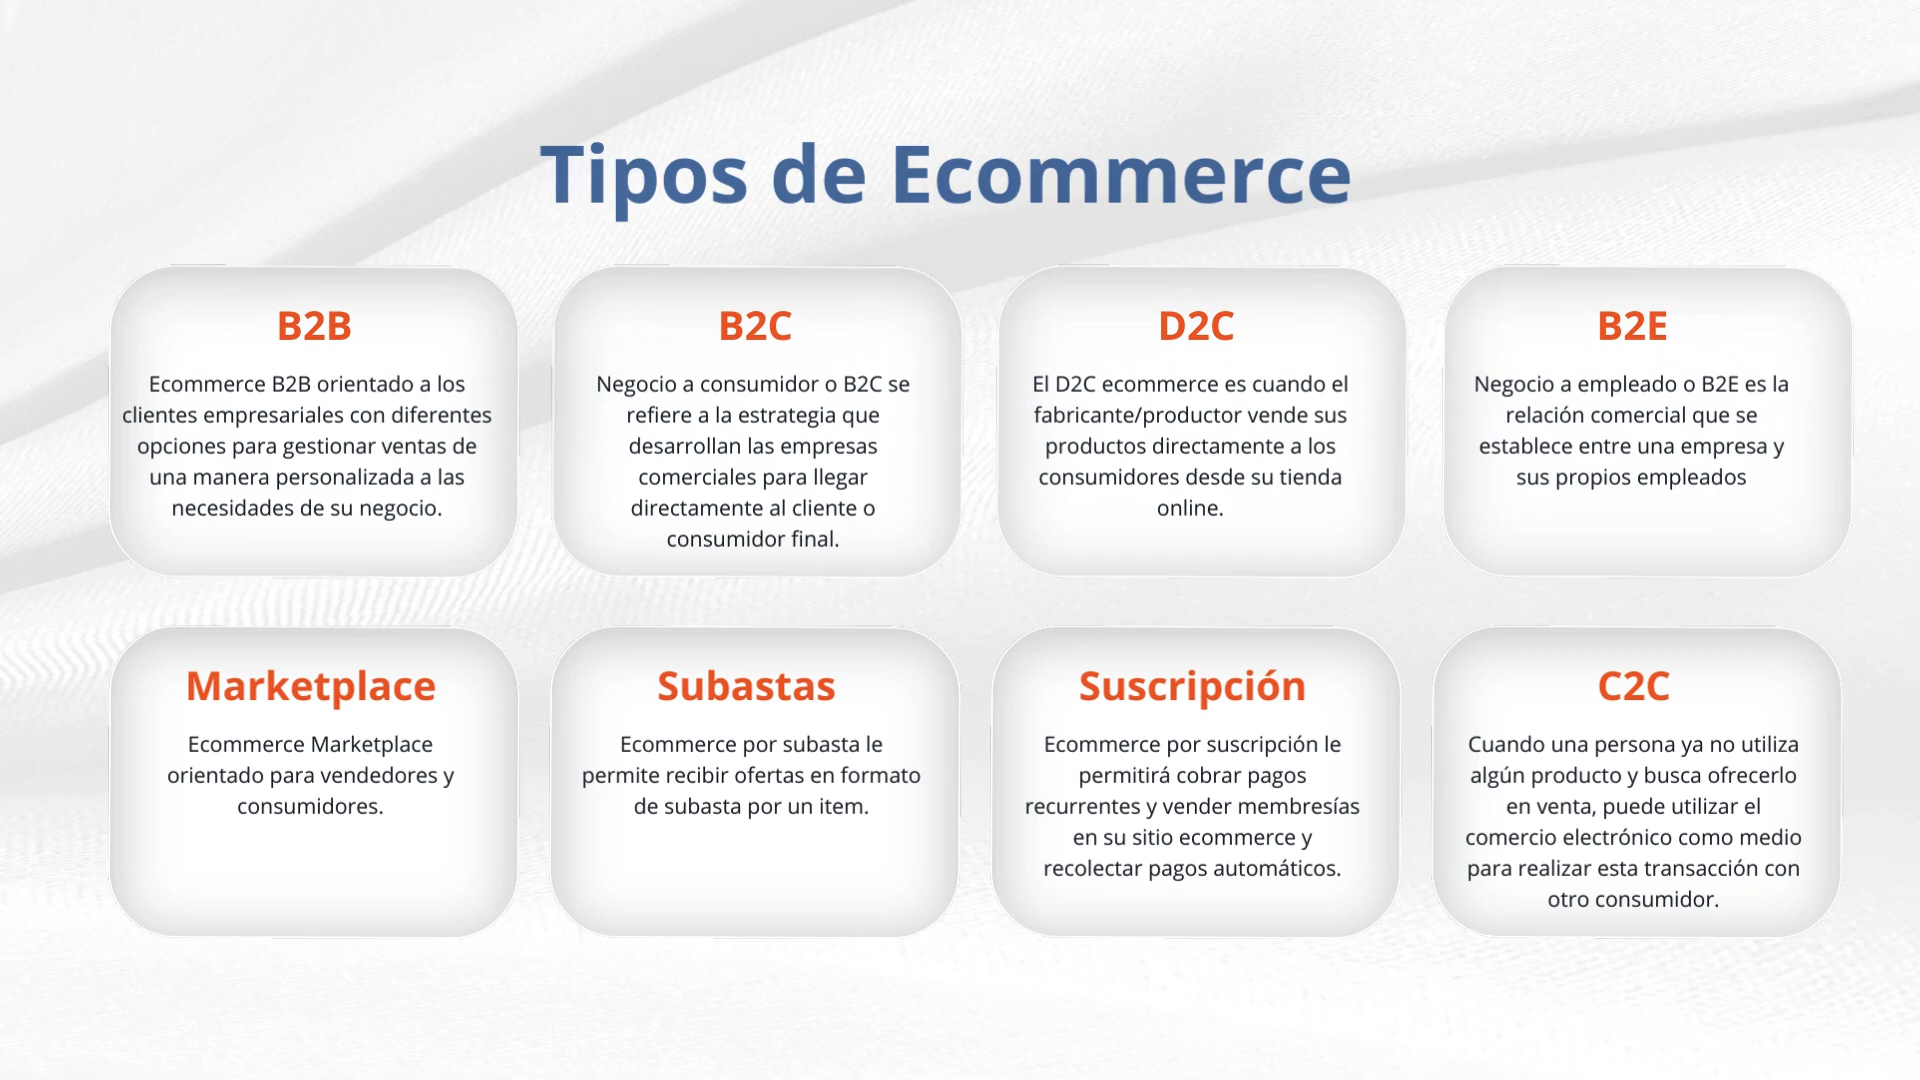 Tipos de Ecommerce
B2B
Ecommerce B2B orientado a los
clientes empresariales con diferentes
opciones para gestionar ventas de
una manera personalizada a las
necesidades de su negocio.
B2C
Negocio a consumidor o B2C se
refiere a la estrategia que
desarrollan las empresas
comerciales para llegar
directamente al cliente o
consumidor final.
D2C
El D2C ecommerce es cuando el
fabricante/productor vende sus
productos directamente a los
consumidores desde su tienda
online.
B2E
Negocio a empleado o B2E es la
relación comercial que se
establece entre una empresa y
sus propios empleados
Marketplace
Ecommerce Marketplace
orientado para vendedores y
consumidores.
Subastas
Ecommerce por subasta le
permite recibir ofertas en formato
de subasta por un item.
Suscripción
Ecommerce por suscripción le
permitirá cobrar pagos
recurrentes y vender membresías
en su sitio ecommerce y
recolectar pagos automáticos.
C2C
Cuando una persona ya no utiliza
algún producto y busca ofrecerlo
en venta, puede utilizar el
comercio electrónico como medio
para realizar esta transacción con
otro consumidor.